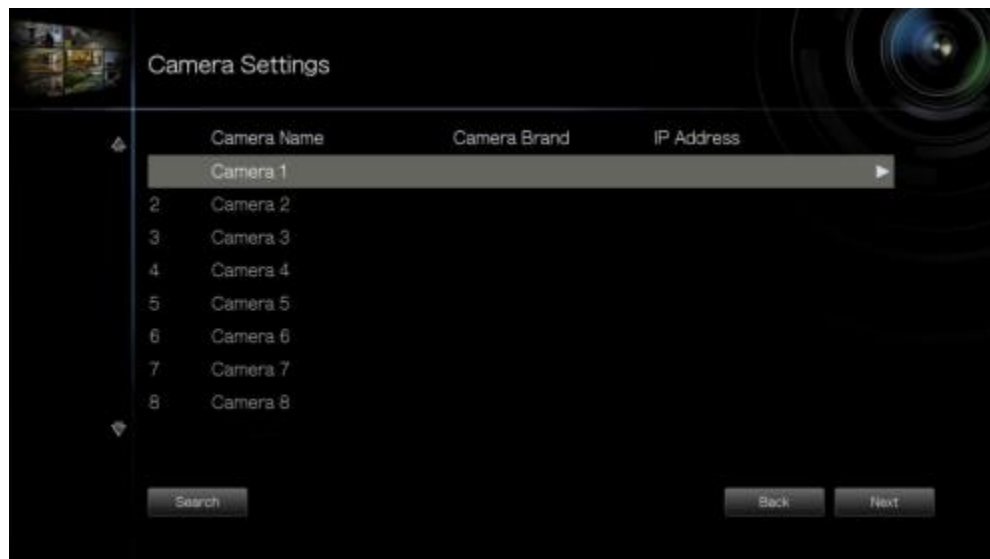 Camera Settings
Camera Name Camera Brand IP Address
Camera 1
2 Camera 2
3 Camera 3
4 Camera 4
5 Camera 5
6 Camera 6
7 Camera 7
8 Camera 8
Search Back Next